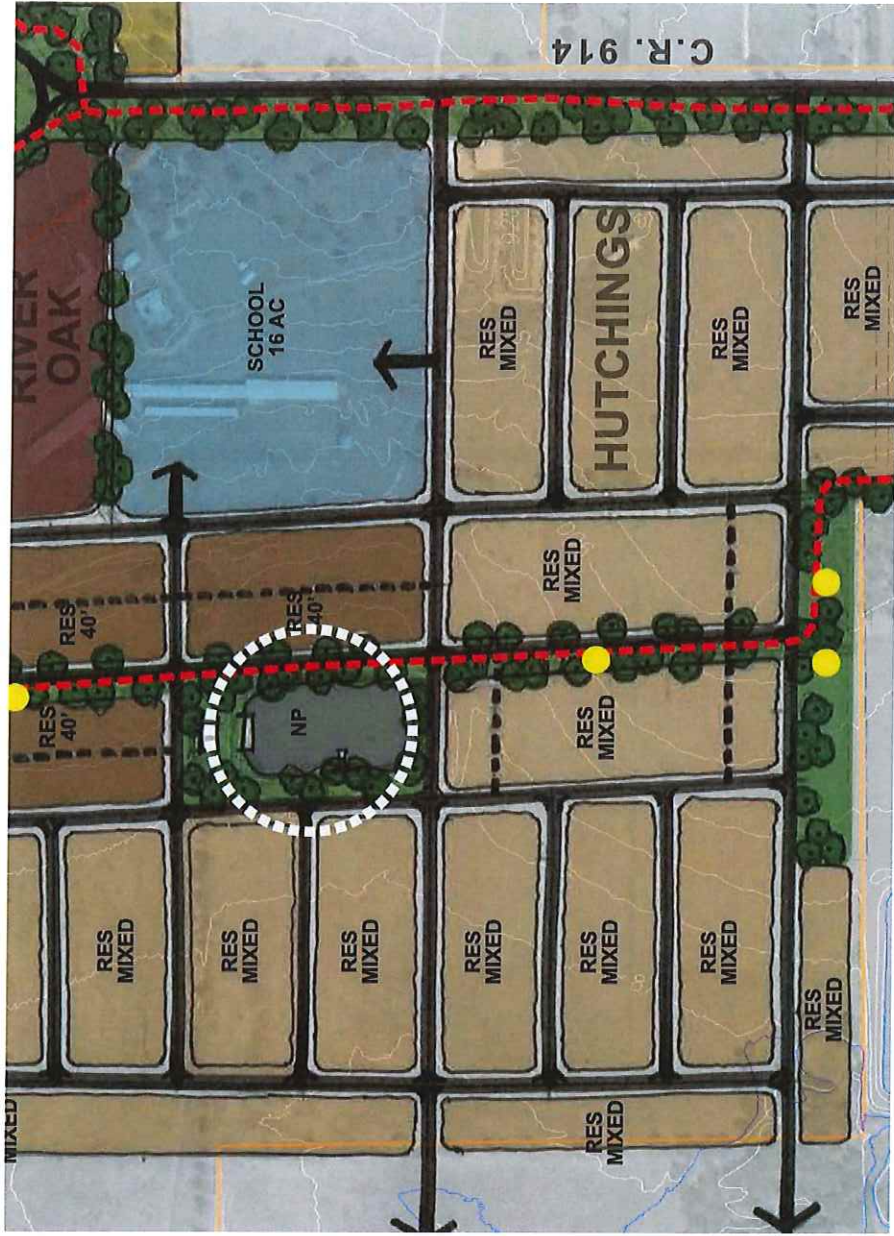 C.R. 914
RIVER
OAK
SCHOOL
16 AC
RES
MIXED
HUTCHINGS
RES
MIXED
RES
MIXED
RES
40'
RES
40'
RES
MIXED
RES
40'
NP
RES
MIXED
RES
MIXED
RES
MIXED
RES
MIXED
RES
MIXED
RES
MIXED
RES
MIXED
RES
MIXED
MIXED
RES
MIXED